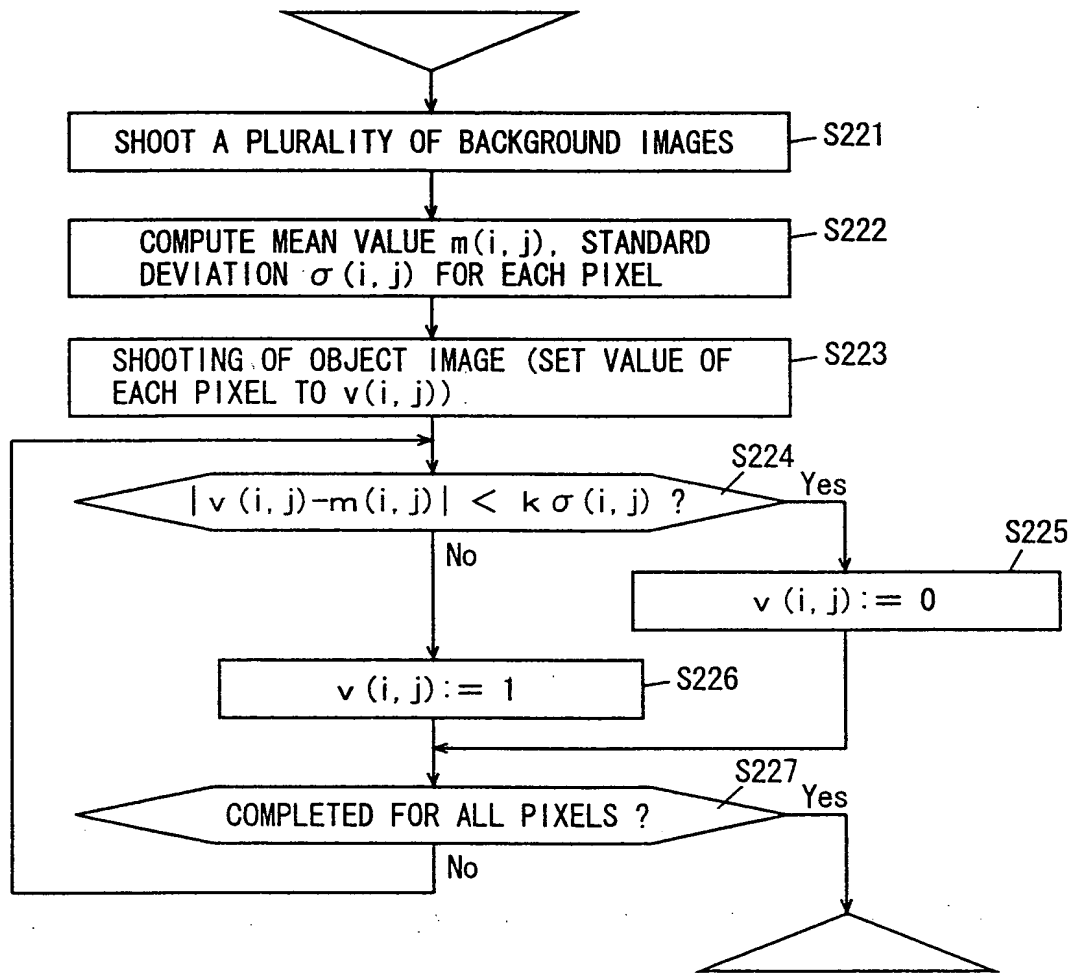 SHOOT A PLURALITY OF BACKGROUND IMAGES
S221
COMPUTE MEAN VALUE m(i,j), STANDARD
DEVIATION σ(i,j) FOR EACH PIXEL
S222
SHOOTING OF OBJECT IMAGE (SET VALUE OF
EACH PIXEL TO v(i,j))
S223
|v(i,j)-m(i,j)| < kσ(i,j) ?
S224
Yes
No
v(i,j):= 0
S225
v(i,j):= 1
S226
COMPLETED FOR ALL PIXELS ?
S227
Yes
No